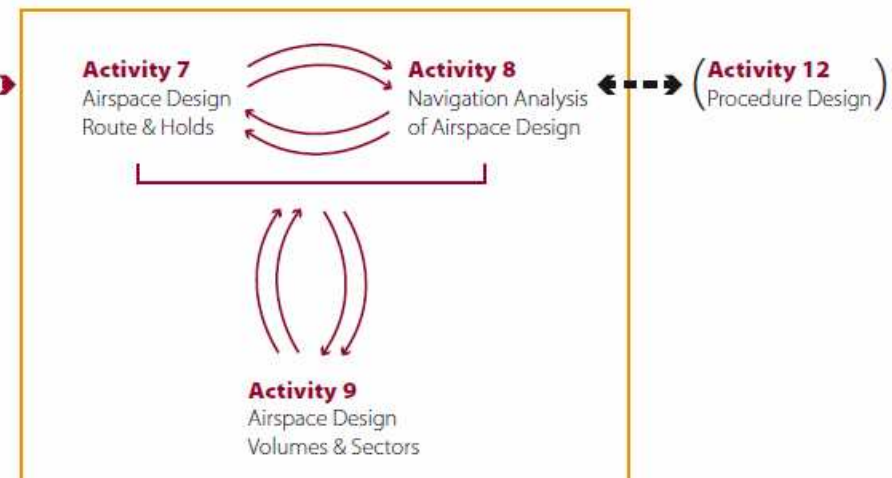 Activity 7
Airspace Design
Route & Holds
Activity 8
Navigation Analysis
of Airspace Design
(Activity 12
Procedure Design)
Activity 9
Airspace Design
Volumes & Sectors